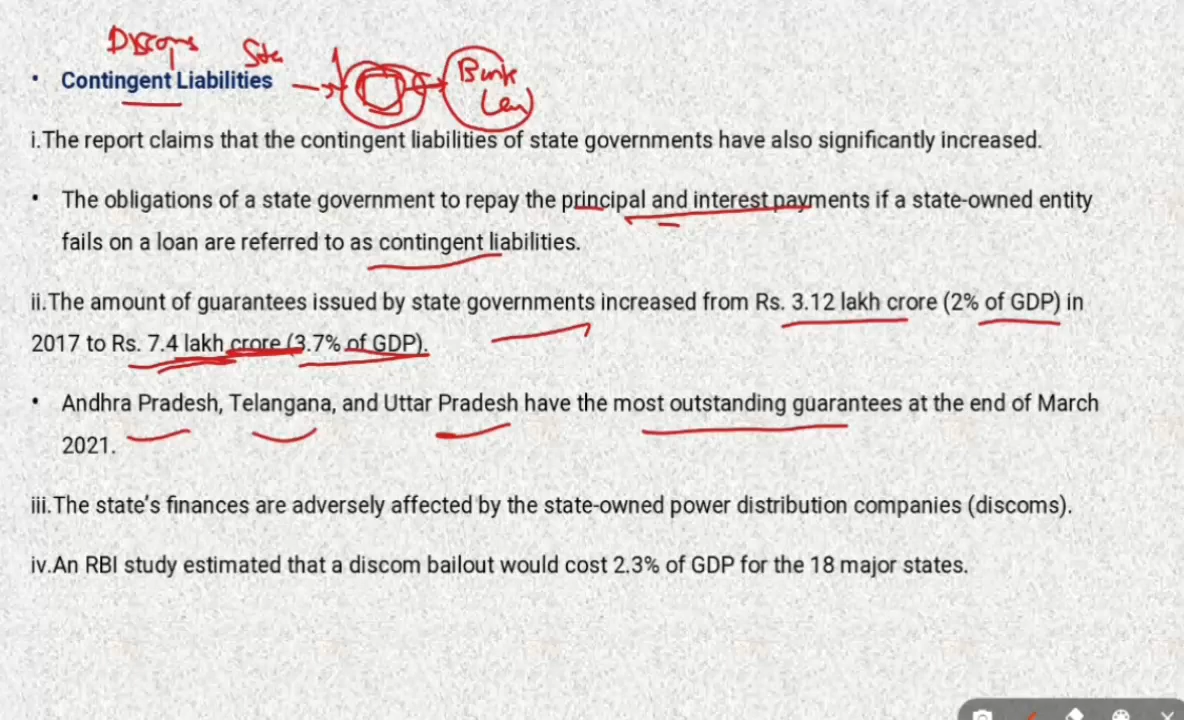 Discoms State
Bank
• Contingent Liabilities
i.The report claims that the contingent liabilities of state governments have also significantly increased.
• The obligations of a state government to repay the principal and interest payments if a state-owned entity
fails on a loan are referred to as contingent liabilities.
ii.The amount of guarantees issued by state governments increased from Rs. 3.12 lakh crore (2% of GDP) in
2017 to Rs. 7.4 lakh crore (3.7% of GDP).
• Andhra Pradesh, Telangana, and Uttar Pradesh have the most outstanding guarantees at the end of March
2021.
iii.The state's finances are adversely affected by the state-owned power distribution companies (discoms).
iv.An RBI study estimated that a discom bailout would cost 2.3% of GDP for the 18 major states.